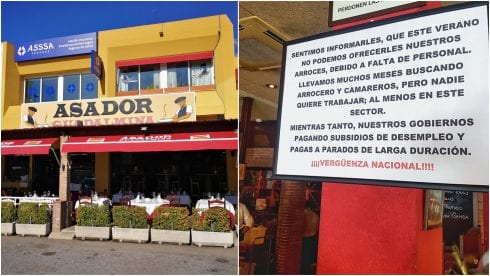 ASSSA
SEGUROS
ASADOR
GUADALMINA
ASADOR
PERDONEN LAS
SENTIMOS INFORMARLES, QUE ESTE VERANO
NO PODEMOS OFRECERLES NUESTROS
ARROCES, DEBIDO A FALTA DE PERSONAL.
LLEVAMOS MUCHOS MESES BUSCANDO
ARROCERO Y CAMAREROS, PERO NADIE
QUIERE TRABAJAR; AL MENOS EN ESTE
SECTOR.
MIENTRAS TANTO, NUESTROS GOBIERNOS
PAGANDO SUBSIDIOS DE DESEMPLEO Y
PAGAS A PARADOS DE LARGA DURACIÓN.
¡¡¡¡VERGÜENZA NACIONAL!!!!